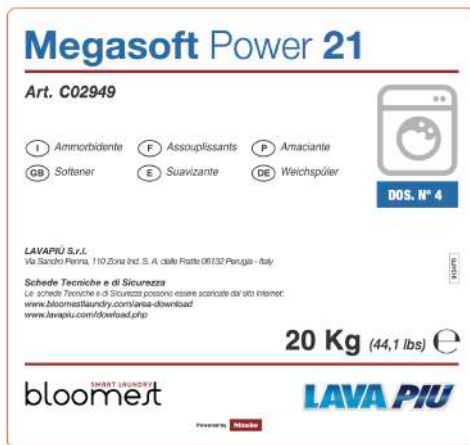 Megasoft Power 21
Art. C02949
I Ammorbidente F Assouplissants P Amaciante
GB Softener E Suavizante DE Weichspüler
DOS. N° 4
LAVAPIÙ S.r.l.
Via Sandro Penna, 110 Zona Ind. S. A. delle Fratte 06132 Perugia - Italy
Schede Tecniche e di Sicurezza
Le schede Tecniche e di Sicurezza possono essere scaricate dal sito Internet:
www.bloomestlaundry.com/area-download
www.lavapiu.com/dowload.php
20 Kg (44,1 lbs) ℮
SMART LAUNDRY
bloomest
LAVA PIU
Powered by Miele